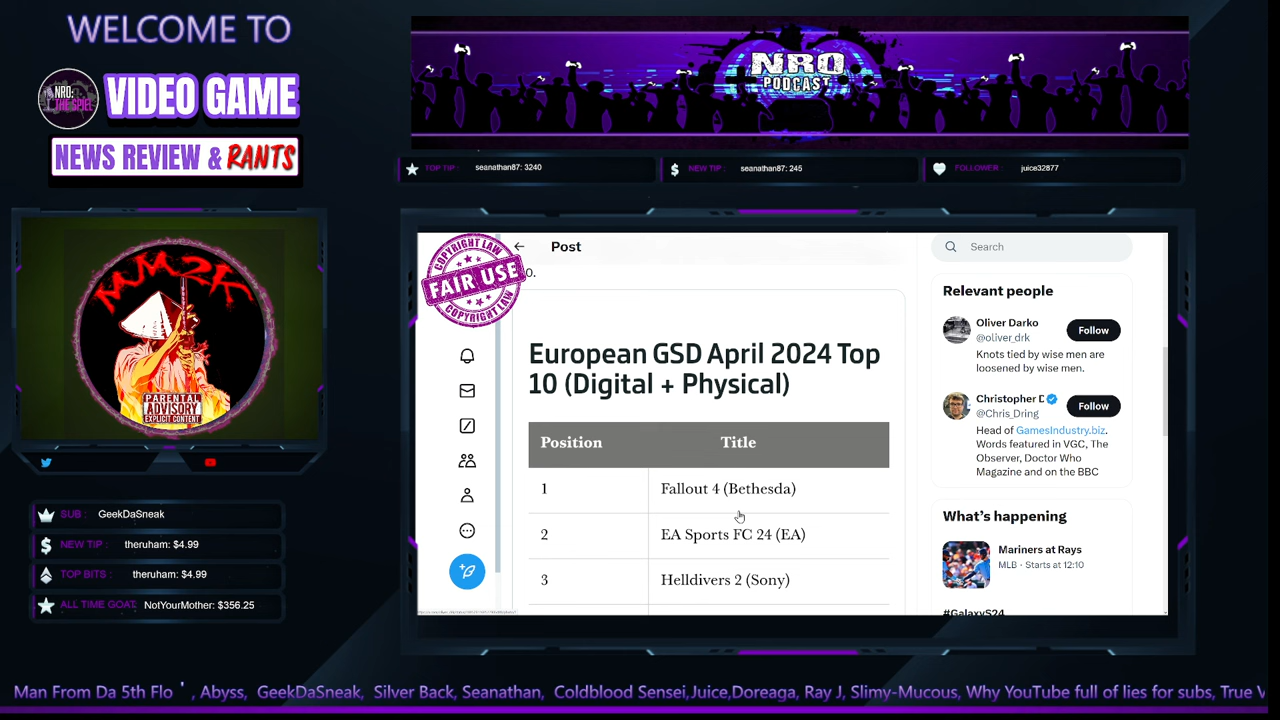 WELCOME TO
NRO:
THE SPIEL
VIDEO GAME
NEWS REVIEW & RANTS
NRO
PODCAST
TOP TIP : seanathan87: 3240
NEW TIP : seanathan87: 245
FOLLOWER : juice32877
MM2K
PARENTAL
ADVISORY
EXPLICIT CONTENT
SUB : GeekDaSneak
NEW TIP : theruham: $4.99
TOP BITS : theruham: $4.99
ALL TIME GOAT: NotYourMother: $356.25
COPYRIGHT LAW
FAIR USE
COPYRIGHT LAW
Post
0.
European GSD April 2024 Top
10 (Digital + Physical)
Position Title
1 Fallout 4 (Bethesda)
2 EA Sports FC 24 (EA)
3 Helldivers 2 (Sony)
Search
Relevant people
Oliver Darko
@oliver_drk
Follow
Knots tied by wise men are
loosened by wise men.
Christopher D
@Chris_Dring
Follow
Head of GamesIndustry.biz.
Words featured in VGC, The
Observer, Doctor Who
Magazine and on the BBC
What's happening
Mariners at Rays
MLB · Starts at 12:10
#GalaxyS24
Man From Da 5th Flo ', Abyss, GeekDaSneak, Silver Back, Seanathan, Coldblood Sensei,Juice,Doreaga, Ray J, Slimy-Mucous, Why YouTube full of lies for subs, True V